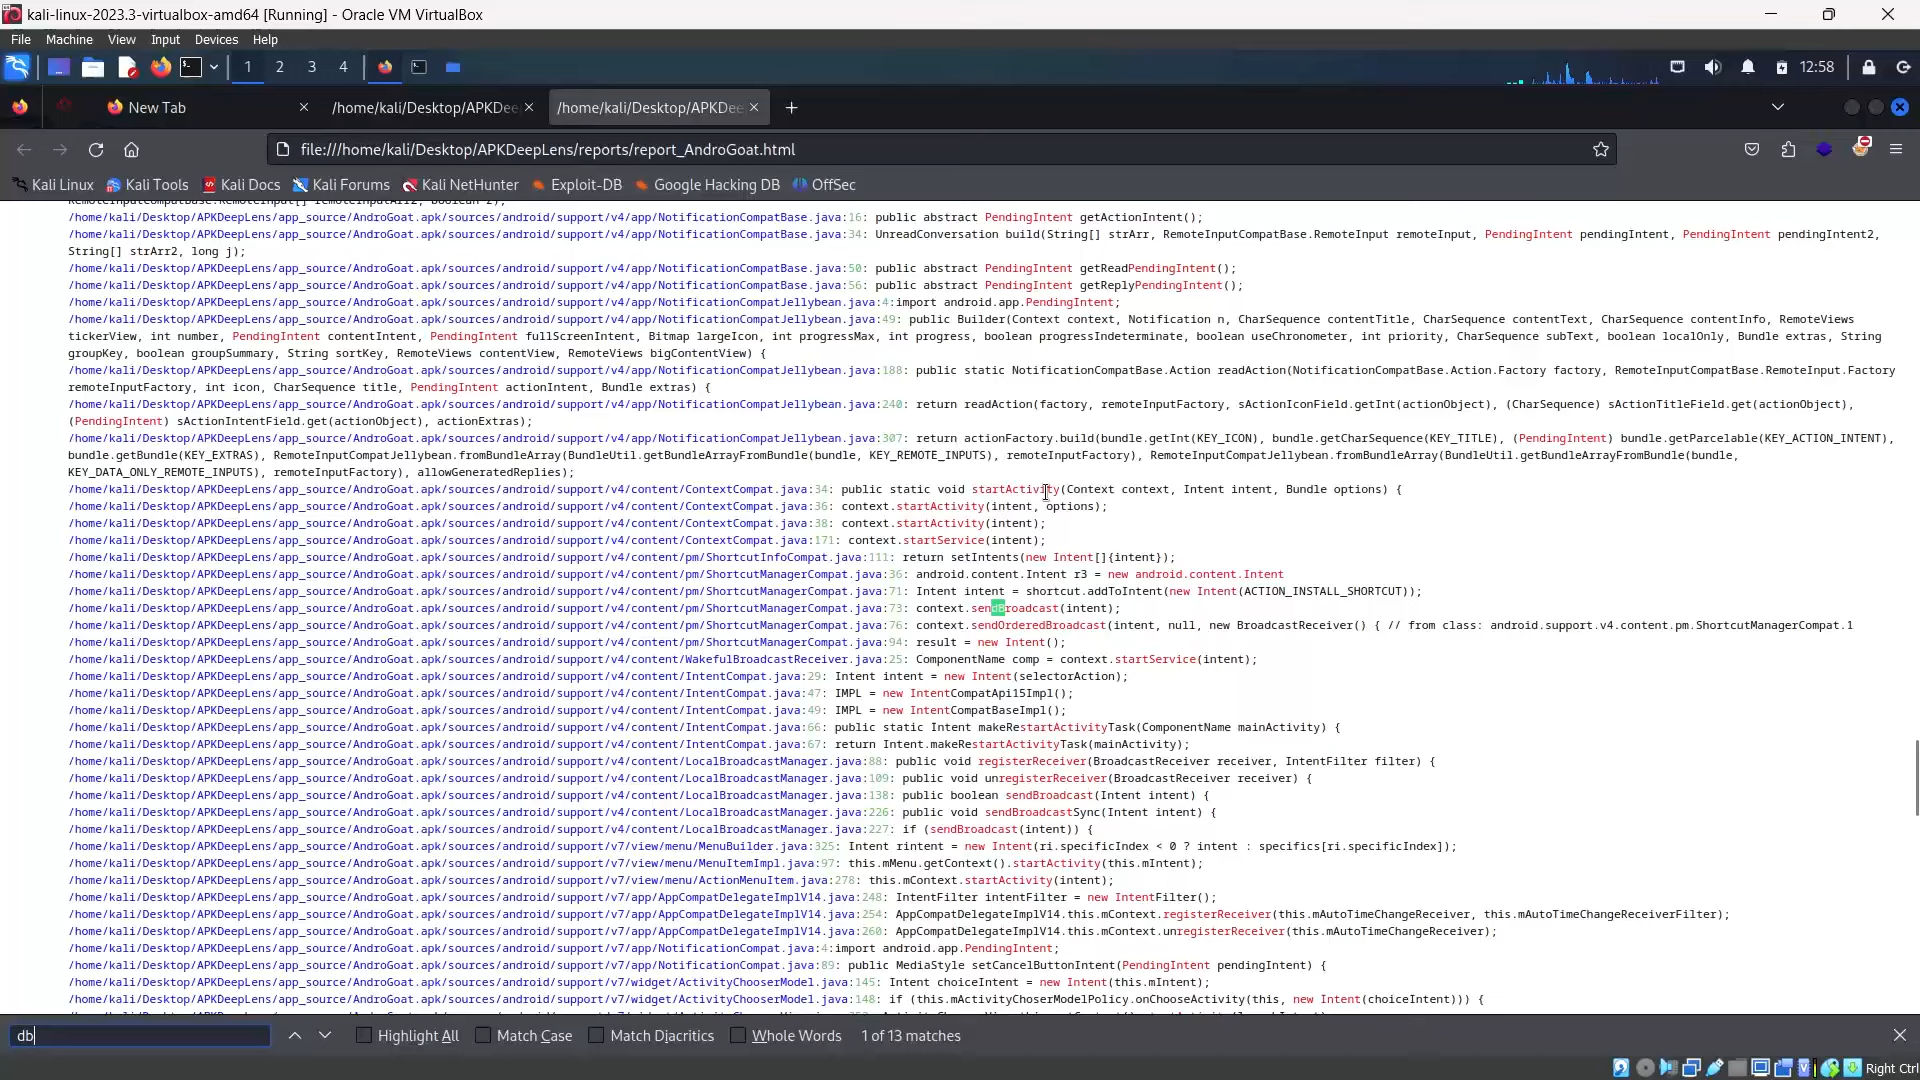 kali-linux-2023.3-virtualbox-amd64 [Running] - Oracle VM VirtualBox
File Machine View Input Devices Help
1 2 3 4 12:58
New Tab /home/kali/Desktop/APKDee /home/kali/Desktop/APKDee
file:///home/kali/Desktop/APKDeepLens/reports/report_AndroGoat.html
Kali Linux Kali Tools Kali Docs Kali Forums Kali NetHunter Exploit-DB Google Hacking DB OffSec
/home/kali/Desktop/APKDeepLens/app_source/AndroGoat.apk/sources/android/support/v4/app/NotificationCompatBase.java:16: public abstract PendingIntent getActionIntent();
/home/kali/Desktop/APKDeepLens/app_source/AndroGoat.apk/sources/android/support/v4/app/NotificationCompatBase.java:34: UnreadConversation build(String[] strArr, RemoteInputCompatBase.RemoteInput remoteInput, PendingIntent pendingIntent, PendingIntent pendingIntent2,
String[] strArr2, long j);
/home/kali/Desktop/APKDeepLens/app_source/AndroGoat.apk/sources/android/support/v4/app/NotificationCompatBase.java:50: public abstract PendingIntent getReadPendingIntent();
/home/kali/Desktop/APKDeepLens/app_source/AndroGoat.apk/sources/android/support/v4/app/NotificationCompatBase.java:56: public abstract PendingIntent getReplyPendingIntent();
/home/kali/Desktop/APKDeepLens/app_source/AndroGoat.apk/sources/android/support/v4/app/NotificationCompatJellybean.java:4:import android.app.PendingIntent;
/home/kali/Desktop/APKDeepLens/app_source/AndroGoat.apk/sources/android/support/v4/app/NotificationCompatJellybean.java:49: public Builder(Context context, Notification n, CharSequence contentTitle, CharSequence contentText, CharSequence contentInfo, RemoteViews
tickerView, int number, PendingIntent contentIntent, PendingIntent fullScreenIntent, Bitmap largeIcon, int progressMax, int progress, boolean progressIndeterminate, boolean useChronometer, int priority, CharSequence subText, boolean localOnly, Bundle extras, String
groupKey, boolean groupSummary, String sortKey, RemoteViews contentView, RemoteViews bigContentView) {
/home/kali/Desktop/APKDeepLens/app_source/AndroGoat.apk/sources/android/support/v4/app/NotificationCompatJellybean.java:188: public static NotificationCompatBase.Action readAction(NotificationCompatBase.Action.Factory factory, RemoteInputCompatBase.RemoteInput.Factory
remoteInputFactory, int icon, CharSequence title, PendingIntent actionIntent, Bundle extras) {
/home/kali/Desktop/APKDeepLens/app_source/AndroGoat.apk/sources/android/support/v4/app/NotificationCompatJellybean.java:240: return readAction(factory, remoteInputFactory, sActionIconField.getInt(actionObject), (CharSequence) sActionTitleField.get(actionObject),
(PendingIntent) sActionIntentField.get(actionObject), actionExtras);
/home/kali/Desktop/APKDeepLens/app_source/AndroGoat.apk/sources/android/support/v4/app/NotificationCompatJellybean.java:307: return actionFactory.build(bundle.getInt(KEY_ICON), bundle.getCharSequence(KEY_TITLE), (PendingIntent) bundle.getParcelable(KEY_ACTION_INTENT),
bundle.getBundle(KEY_EXTRAS), RemoteInputCompatJellybean.fromBundleArray(BundleUtil.getBundleArrayFromBundle(bundle, KEY_REMOTE_INPUTS), remoteInputFactory), RemoteInputCompatJellybean.fromBundleArray(BundleUtil.getBundleArrayFromBundle(bundle,
KEY_DATA_ONLY_REMOTE_INPUTS), remoteInputFactory), allowGeneratedReplies);
/home/kali/Desktop/APKDeepLens/app_source/AndroGoat.apk/sources/android/support/v4/content/ContextCompat.java:34: public static void startActivity(Context context, Intent intent, Bundle options) {
/home/kali/Desktop/APKDeepLens/app_source/AndroGoat.apk/sources/android/support/v4/content/ContextCompat.java:36: context.startActivity(intent, options);
/home/kali/Desktop/APKDeepLens/app_source/AndroGoat.apk/sources/android/support/v4/content/ContextCompat.java:38: context.startActivity(intent);
/home/kali/Desktop/APKDeepLens/app_source/AndroGoat.apk/sources/android/support/v4/content/ContextCompat.java:171: context.startService(intent);
/home/kali/Desktop/APKDeepLens/app_source/AndroGoat.apk/sources/android/support/v4/content/pm/ShortcutInfoCompat.java:111: return setIntents(new Intent[]{intent});
/home/kali/Desktop/APKDeepLens/app_source/AndroGoat.apk/sources/android/support/v4/content/pm/ShortcutManagerCompat.java:36: android.content.Intent r3 = new android.content.Intent
/home/kali/Desktop/APKDeepLens/app_source/AndroGoat.apk/sources/android/support/v4/content/pm/ShortcutManagerCompat.java:71: Intent intent = shortcut.addToIntent(new Intent(ACTION_INSTALL_SHORTCUT));
/home/kali/Desktop/APKDeepLens/app_source/AndroGoat.apk/sources/android/support/v4/content/pm/ShortcutManagerCompat.java:73: context.sendBroadcast(intent);
/home/kali/Desktop/APKDeepLens/app_source/AndroGoat.apk/sources/android/support/v4/content/pm/ShortcutManagerCompat.java:76: context.sendOrderedBroadcast(intent, null, new BroadcastReceiver() { // from class: android.support.v4.content.pm.ShortcutManagerCompat.1
/home/kali/Desktop/APKDeepLens/app_source/AndroGoat.apk/sources/android/support/v4/content/pm/ShortcutManagerCompat.java:94: result = new Intent();
/home/kali/Desktop/APKDeepLens/app_source/AndroGoat.apk/sources/android/support/v4/content/WakefulBroadcastReceiver.java:25: ComponentName comp = context.startService(intent);
/home/kali/Desktop/APKDeepLens/app_source/AndroGoat.apk/sources/android/support/v4/content/IntentCompat.java:29: Intent intent = new Intent(selectorAction);
/home/kali/Desktop/APKDeepLens/app_source/AndroGoat.apk/sources/android/support/v4/content/IntentCompat.java:47: IMPL = new IntentCompatApi15Impl();
/home/kali/Desktop/APKDeepLens/app_source/AndroGoat.apk/sources/android/support/v4/content/IntentCompat.java:49: IMPL = new IntentCompatBaseImpl();
/home/kali/Desktop/APKDeepLens/app_source/AndroGoat.apk/sources/android/support/v4/content/IntentCompat.java:66: public static Intent makeRestartActivityTask(ComponentName mainActivity) {
/home/kali/Desktop/APKDeepLens/app_source/AndroGoat.apk/sources/android/support/v4/content/IntentCompat.java:67: return Intent.makeRestartActivityTask(mainActivity);
/home/kali/Desktop/APKDeepLens/app_source/AndroGoat.apk/sources/android/support/v4/content/LocalBroadcastManager.java:88: public void registerReceiver(BroadcastReceiver receiver, IntentFilter filter) {
/home/kali/Desktop/APKDeepLens/app_source/AndroGoat.apk/sources/android/support/v4/content/LocalBroadcastManager.java:109: public void unregisterReceiver(BroadcastReceiver receiver) {
/home/kali/Desktop/APKDeepLens/app_source/AndroGoat.apk/sources/android/support/v4/content/LocalBroadcastManager.java:138: public boolean sendBroadcast(Intent intent) {
/home/kali/Desktop/APKDeepLens/app_source/AndroGoat.apk/sources/android/support/v4/content/LocalBroadcastManager.java:226: public void sendBroadcastSync(Intent intent) {
/home/kali/Desktop/APKDeepLens/app_source/AndroGoat.apk/sources/android/support/v4/content/LocalBroadcastManager.java:227: if (sendBroadcast(intent)) {
/home/kali/Desktop/APKDeepLens/app_source/AndroGoat.apk/sources/android/support/v7/view/menu/MenuBuilder.java:325: Intent rintent = new Intent(ri.specificIndex < 0 ? intent : specifics[ri.specificIndex]);
/home/kali/Desktop/APKDeepLens/app_source/AndroGoat.apk/sources/android/support/v7/view/menu/MenuItemImpl.java:97: this.mMenu.getContext().startActivity(this.mIntent);
/home/kali/Desktop/APKDeepLens/app_source/AndroGoat.apk/sources/android/support/v7/view/menu/ActionMenuItem.java:278: this.mContext.startActivity(intent);
/home/kali/Desktop/APKDeepLens/app_source/AndroGoat.apk/sources/android/support/v7/app/AppCompatDelegateImplV14.java:248: IntentFilter intentFilter = new IntentFilter();
/home/kali/Desktop/APKDeepLens/app_source/AndroGoat.apk/sources/android/support/v7/app/AppCompatDelegateImplV14.java:254: AppCompatDelegateImplV14.this.mContext.registerReceiver(this.mAutoTimeChangeReceiver, this.mAutoTimeChangeReceiverFilter);
/home/kali/Desktop/APKDeepLens/app_source/AndroGoat.apk/sources/android/support/v7/app/AppCompatDelegateImplV14.java:260: AppCompatDelegateImplV14.this.mContext.unregisterReceiver(this.mAutoTimeChangeReceiver);
/home/kali/Desktop/APKDeepLens/app_source/AndroGoat.apk/sources/android/support/v7/app/NotificationCompat.java:4:import android.app.PendingIntent;
/home/kali/Desktop/APKDeepLens/app_source/AndroGoat.apk/sources/android/support/v7/app/NotificationCompat.java:89: public MediaStyle setCancelButtonIntent(PendingIntent pendingIntent) {
/home/kali/Desktop/APKDeepLens/app_source/AndroGoat.apk/sources/android/support/v7/widget/ActivityChooserModel.java:145: Intent choiceIntent = new Intent(this.mIntent);
/home/kali/Desktop/APKDeepLens/app_source/AndroGoat.apk/sources/android/support/v7/widget/ActivityChooserModel.java:148: if (this.mActivityChoserModelPolicy.onChooseActivity(this, new Intent(choiceIntent))) {
db Highlight All Match Case Match Diacritics Whole Words 1 of 13 matches
Right Ctrl